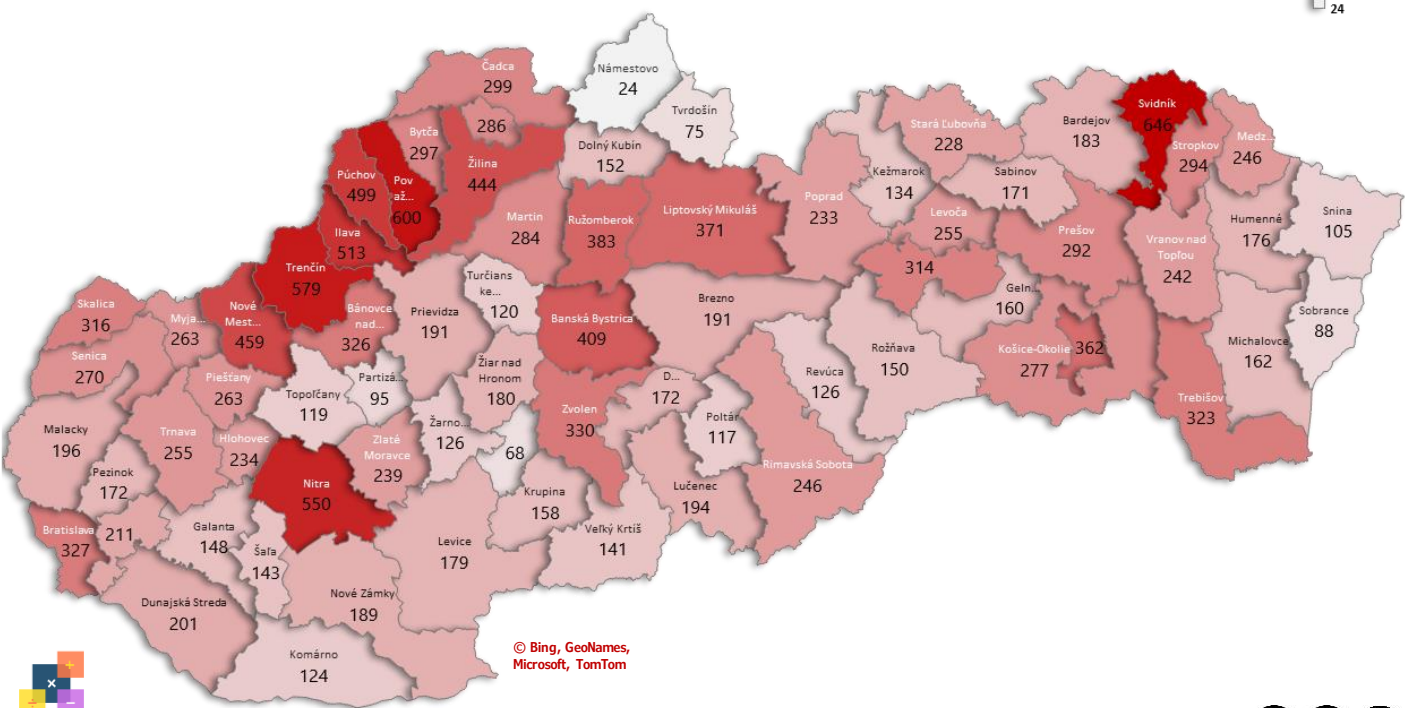 24
Čadca
299
Námestovo
24
Tvrdošín
75
286
Bytča
297
Žilina
444
Dolný Kubín
152
Púchov
499
Pov
až...
600
Ilava
513
Martin
284
Ružomberok
383
Liptovský Mikuláš
371
Poprad
233
Kežmarok
134
Stará Ľubovňa
228
Bardejov
183
Svidník
646
Stropkov
294
Medz...
246
Sabinov
171
Levoča
255
Prešov
292
Vranov nad
Topľou
242
Humenné
176
Snina
105
Sobrance
88
Michalovce
162
Trebišov
323
314
Geln...
160
Košice-Okolie
277
362
Rožňava
150
Revúca
126
Trenčín
579
Nové
Mest...
459
Bánovce
nad...
326
Prievidza
191
Turčians
ke...
120
Banská Bystrica
409
Brezno
191
Skalica
316
Myja...
263
Senica
270
Piešťany
263
Topoľčany
119
Partizá...
95
Žiar nad
Hronom
180
Zvolen
330
D...
172
Poltár
117
Rimavská Sobota
246
Malacky
196
Trnava
255
Hlohovec
234
Nitra
550
Zlaté
Moravce
239
Žarno...
126
68
Krupina
158
Lučenec
194
Veľký Krtíš
141
Pezinok
172
Bratislava
327
211
Galanta
148
Šaľa
143
Levice
179
Nové Zámky
189
Dunajská Streda
201
Komárno
124
© Bing, GeoNames,
Microsoft, TomTom